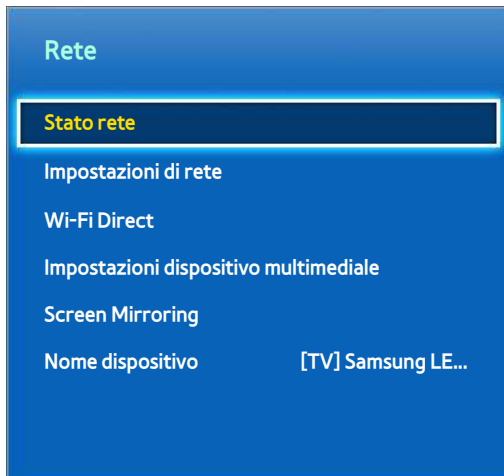 Rete
Stato rete
Impostazioni di rete
Wi-Fi Direct
Impostazioni dispositivo multimediale
Screen Mirroring
Nome dispositivo [TV] Samsung LE...